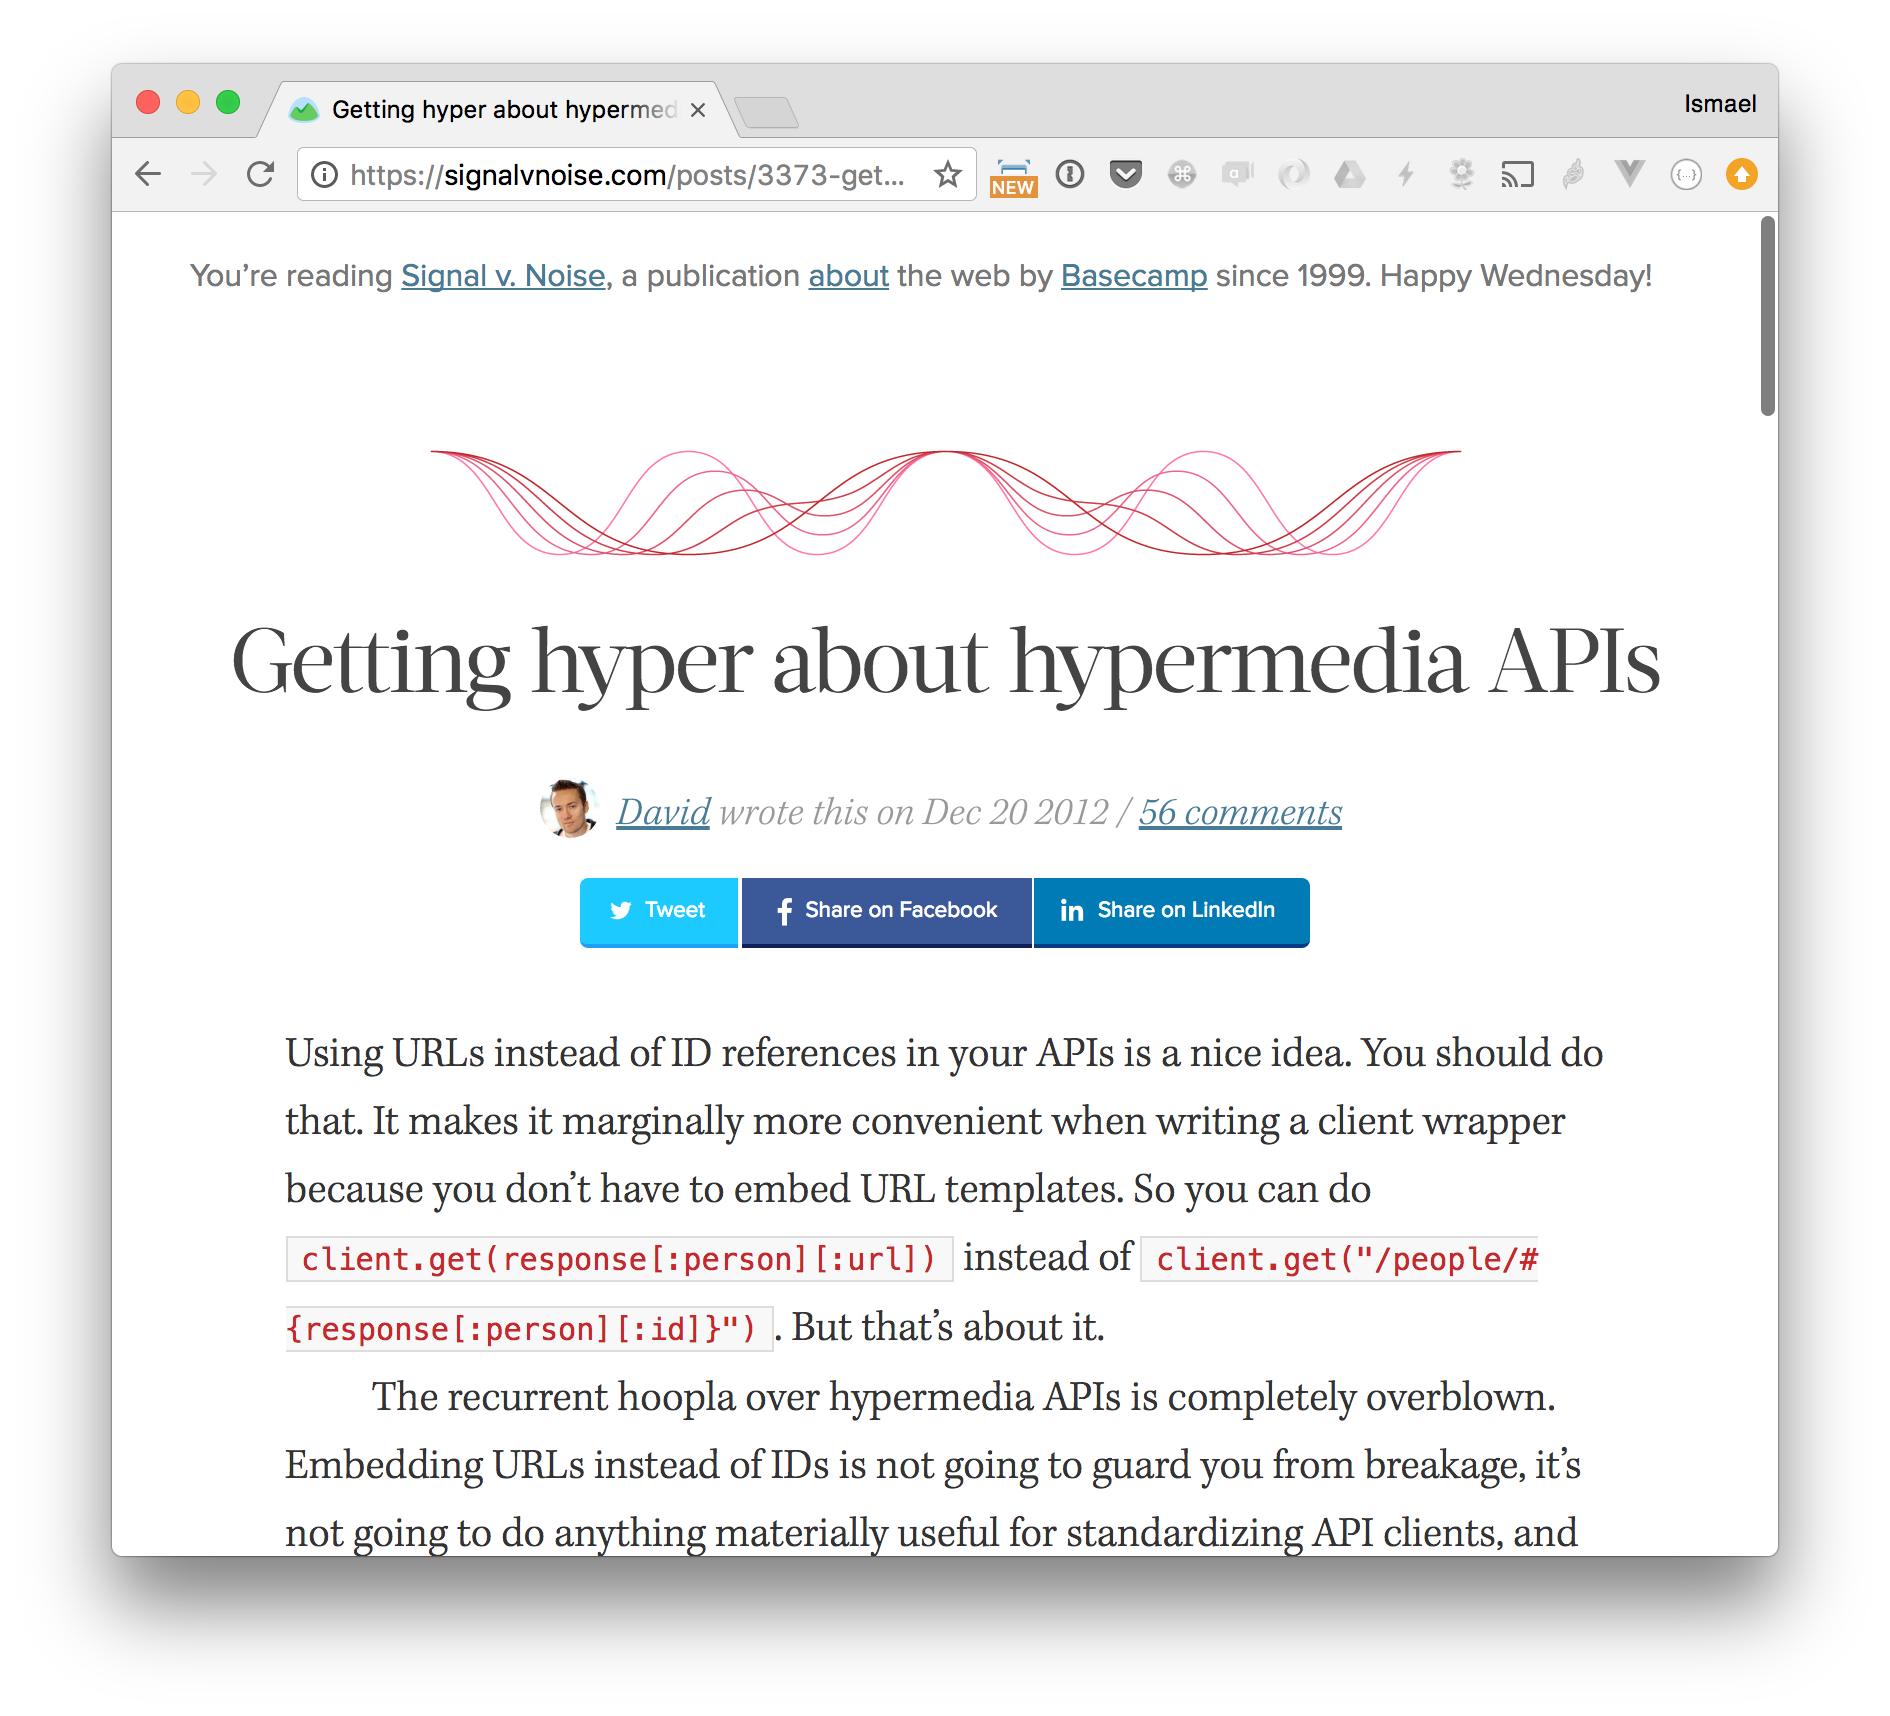 Getting hyper about hypermed
Ismael
https://signalvnoise.com/posts/3373-get...
NEW
You’re reading Signal v. Noise, a publication about the web by Basecamp since 1999. Happy Wednesday!
Getting hyper about hypermedia APIs
David wrote this on Dec 20 2012 / 56 comments
Tweet
Share on Facebook
Share on LinkedIn
Using URLs instead of ID references in your APIs is a nice idea. You should do
that. It makes it marginally more convenient when writing a client wrapper
because you don’t have to embed URL templates. So you can do
client.get(response[:person][:url]) instead of client.get("/people/#
{response[:person][:id]}") . But that’s about it.
The recurrent hoopla over hypermedia APIs is completely overblown.
Embedding URLs instead of IDs is not going to guard you from breakage, it’s
not going to do anything materially useful for standardizing API clients, and